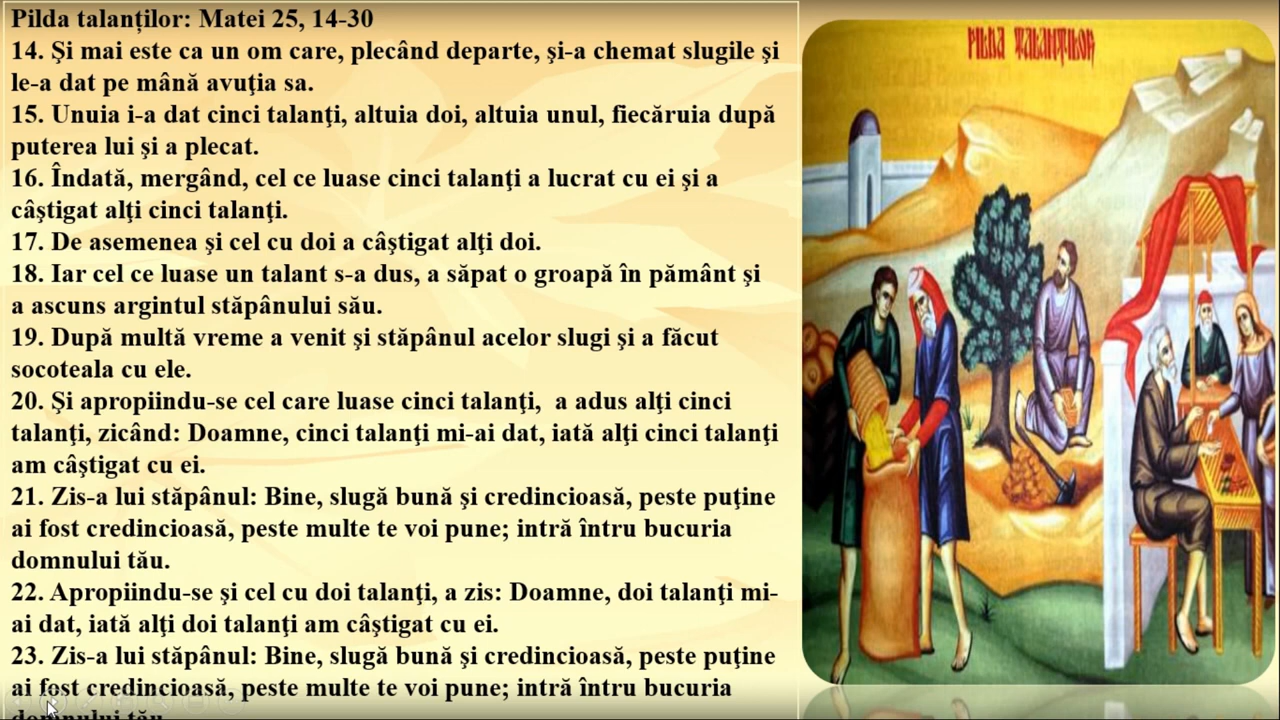 Pilda talanților: Matei 25, 14-30
14. Şi mai este ca un om care, plecând departe, şi-a chemat slugile şi
le-a dat pe mână avuţia sa.
15. Unuia i-a dat cinci talanţi, altuia doi, altuia unul, fiecăruia după
puterea lui şi a plecat.
16. Îndată, mergând, cel ce luase cinci talanţi a lucrat cu ei şi a
câştigat alţi cinci talanţi.
17. De asemenea şi cel cu doi a câştigat alţi doi.
18. Iar cel ce luase un talant s-a dus, a săpat o groapă în pământ şi
a ascuns argintul stăpânului său.
19. După multă vreme a venit şi stăpânul acelor slugi şi a făcut
socoteala cu ele.
20. Şi apropiindu-se cel care luase cinci talanţi,  a adus alţi cinci
talanţi, zicând: Doamne, cinci talanţi mi-ai dat, iată alţi cinci talanţi
am câştigat cu ei.
21. Zis-a lui stăpânul: Bine, slugă bună şi credincioasă, peste puţine
ai fost credincioasă, peste multe te voi pune; intră întru bucuria
domnului tău.
22. Apropiindu-se şi cel cu doi talanţi, a zis: Doamne, doi talanţi mi-
ai dat, iată alţi doi talanţi am câştigat cu ei.
23. Zis-a lui stăpânul: Bine, slugă bună şi credincioasă, peste puţine
ai fost credincioasă, peste multe te voi pune; intră întru bucuria
domnului tău.
PILDA TALANȚILOR